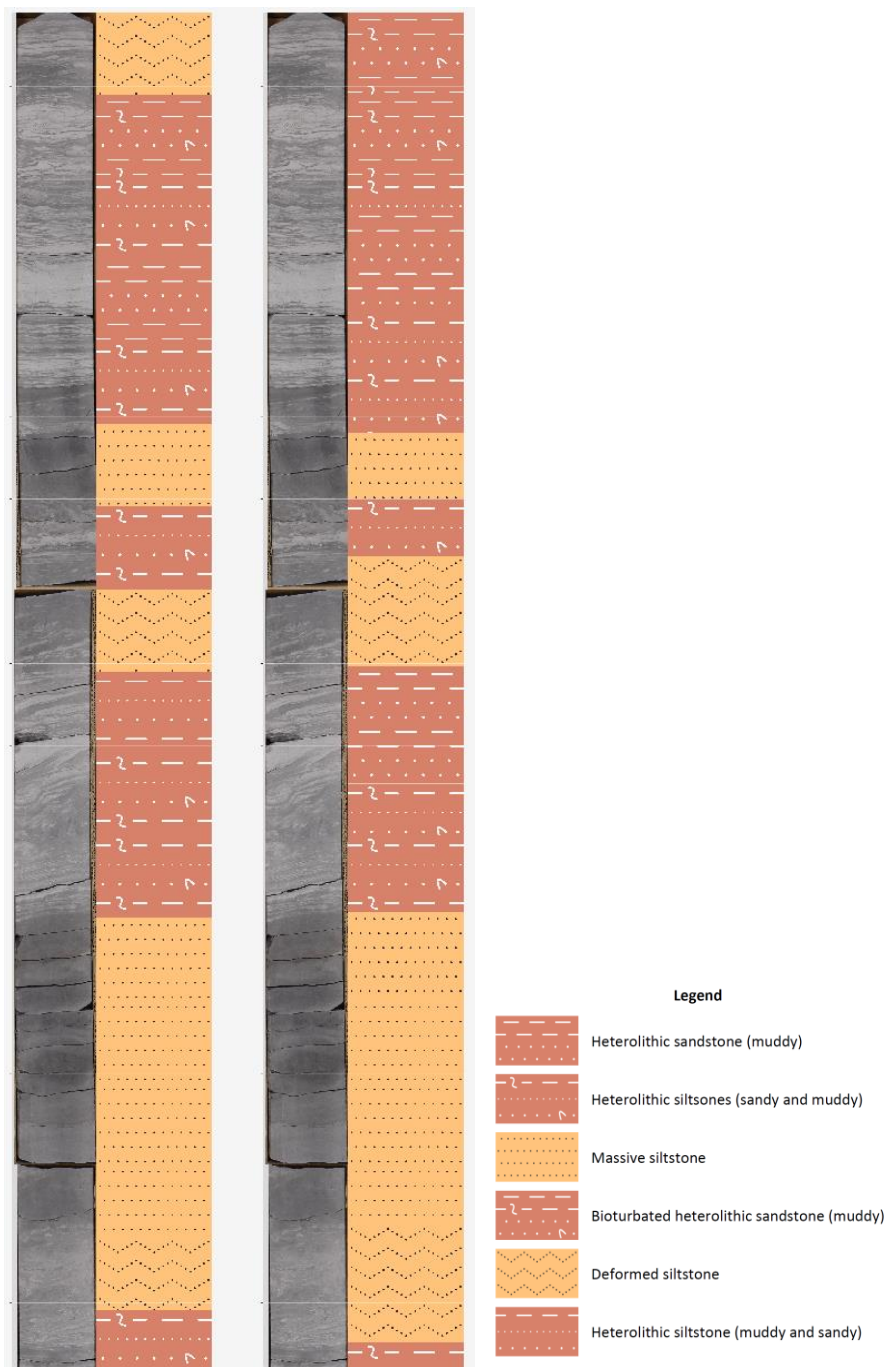 Legend
Heterolithic sandstone (muddy)
Heterolithic siltsones (sandy and muddy)
Massive siltstone
Bioturbated heterolithic sandstone (muddy)
Deformed siltstone
Heterolithic siltstone (muddy and sandy)